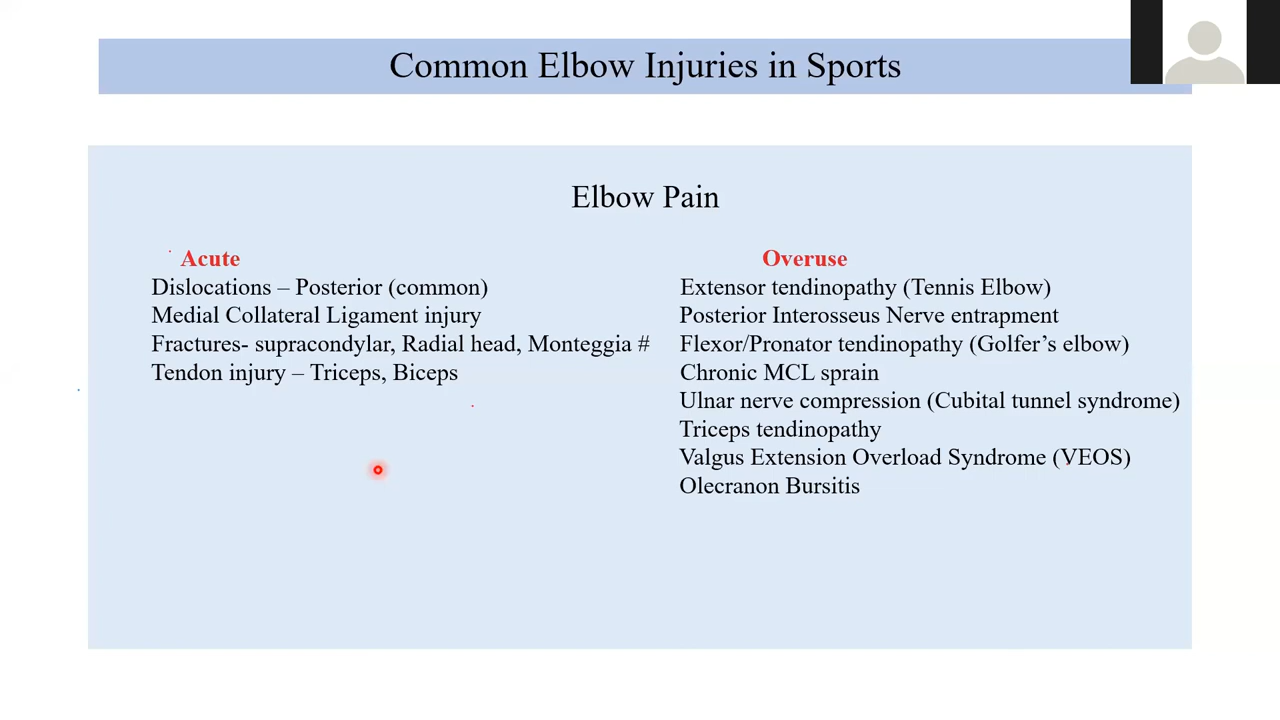 Common Elbow Injuries in Sports
Elbow Pain
Acute
Dislocations – Posterior (common)
Medial Collateral Ligament injury
Fractures- supracondylar, Radial head, Monteggia #
Tendon injury – Triceps, Biceps
Overuse
Extensor tendinopathy (Tennis Elbow)
Posterior Interosseus Nerve entrapment
Flexor/Pronator tendinopathy (Golfer’s elbow)
Chronic MCL sprain
Ulnar nerve compression (Cubital tunnel syndrome)
Triceps tendinopathy
Valgus Extension Overload Syndrome (VEOS)
Olecranon Bursitis